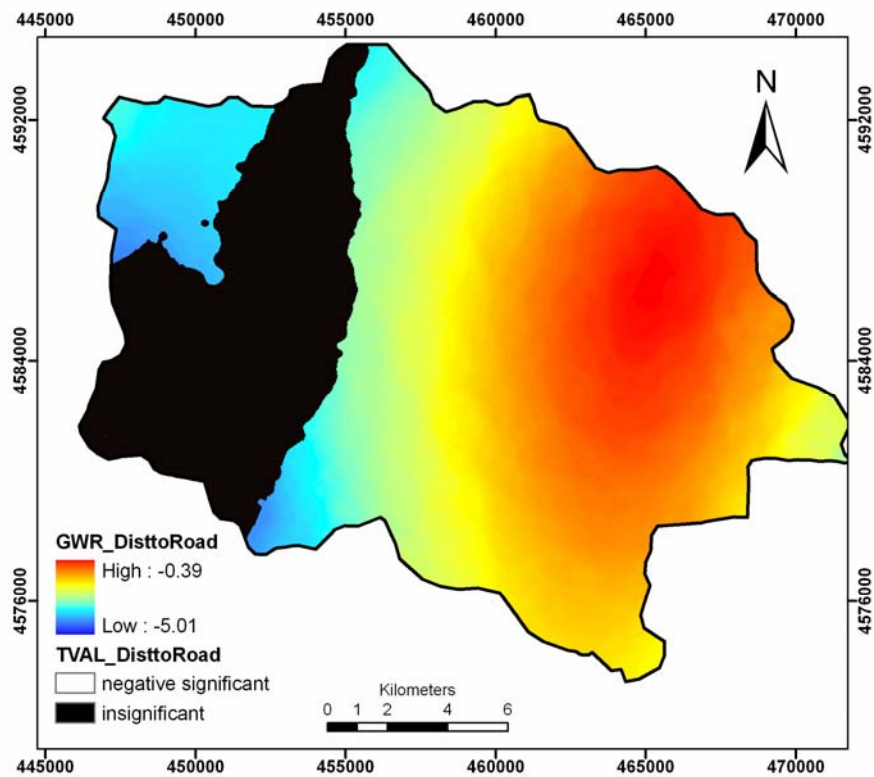 445000 450000 455000 460000 465000 470000
N
4592000 4592000
4584000 4584000
4576000 4576000
GWR_DisttoRoad
High : -0.39
Low : -5.01
TVAL_DisttoRoad
negative significant
insignificant
Kilometers
0 1 2 4 6
445000 450000 455000 460000 465000 470000